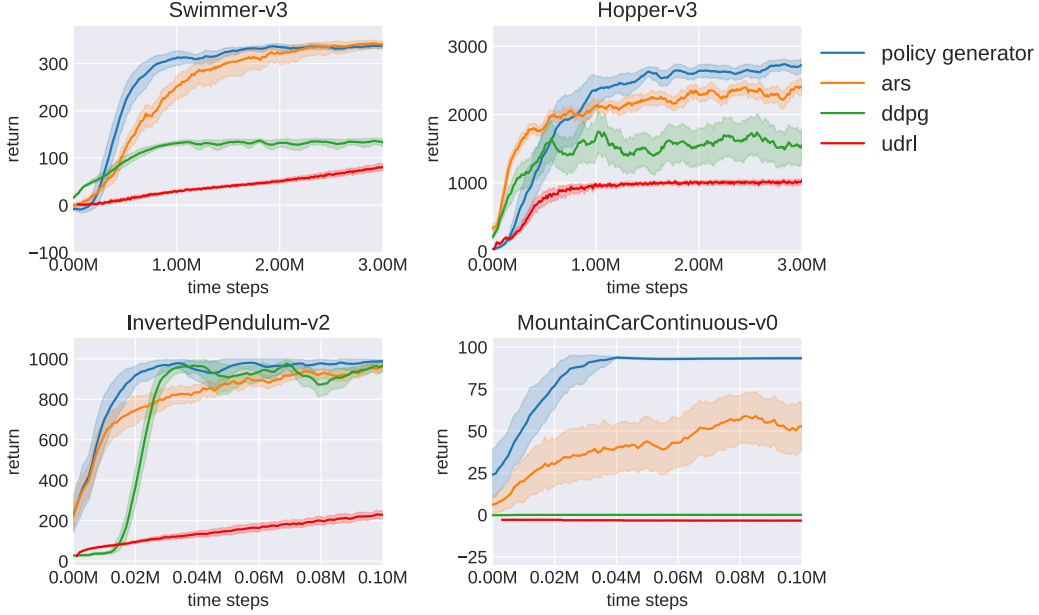 Swimmer-v3
300
200
100
0
−100
return
0.00M 1.00M 2.00M 3.00M
time steps
Hopper-v3
3000
2000
1000
0
return
0.00M 1.00M 2.00M 3.00M
time steps
policy generator
ars
ddpg
udrl
InvertedPendulum-v2
1000
800
600
400
200
0
return
0.00M 0.02M 0.04M 0.06M 0.08M 0.10M
time steps
MountainCarContinuous-v0
100
75
50
25
0
−25
return
0.00M 0.02M 0.04M 0.06M 0.08M 0.10M
time steps